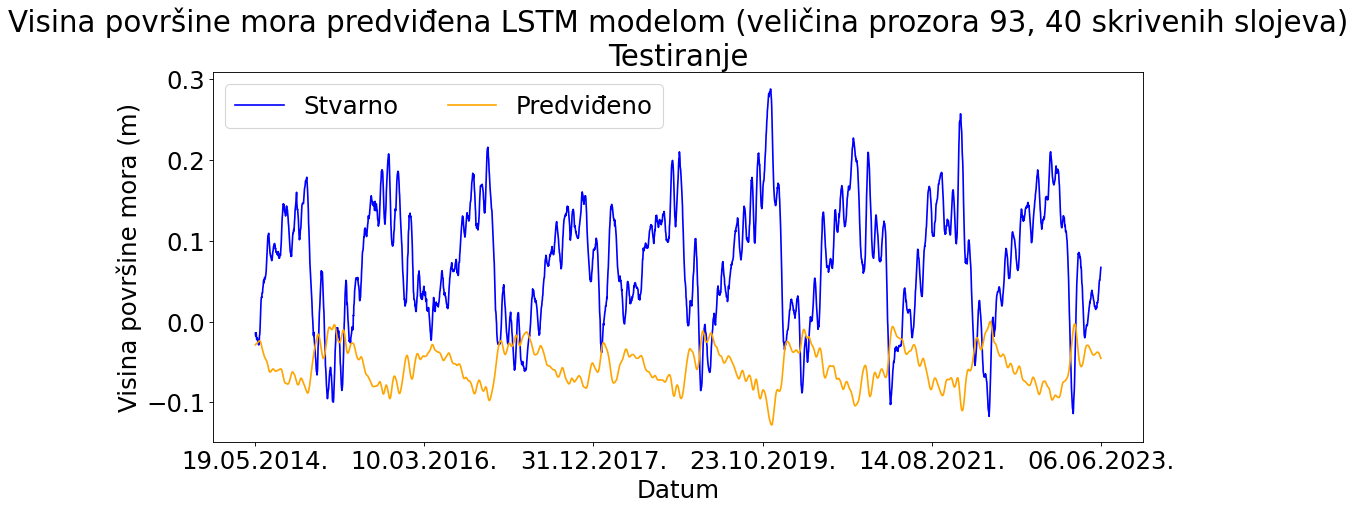 Visina površine mora predviđena LSTM modelom (veličina prozora 93, 40 skrivenih slojeva)
Testiranje
Stvarno Predviđeno
Visina površine mora (m)
0.3
0.2
0.1
0.0
−0.1
19.05.2014. 10.03.2016. 31.12.2017. 23.10.2019. 14.08.2021. 06.06.2023.
Datum